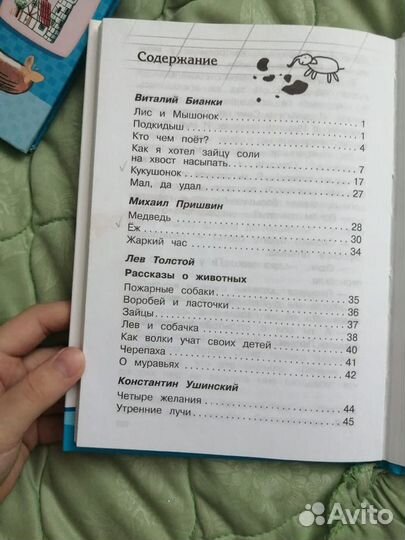 Содержание
Виталий Бианки
Лис и Мышонок 1
Подкидыш 1
Кто чем поёт? 4
Как я хотел зайцу соли
на хвост насыпать 7
Кукушонок 17
Мал, да удал 27
Михаил Пришвин
Медведь 28
Ёж 30
Жаркий час 34
Лев Толстой
Рассказы о животных
Пожарные собаки 35
Воробей и ласточки 36
Зайцы 37
Лев и собачка 38
Как волки учат своих детей 40
Черепаха 41
О муравьях 42
Константин Ушинский
Четыре желания 44
Утренние лучи 45
Avito